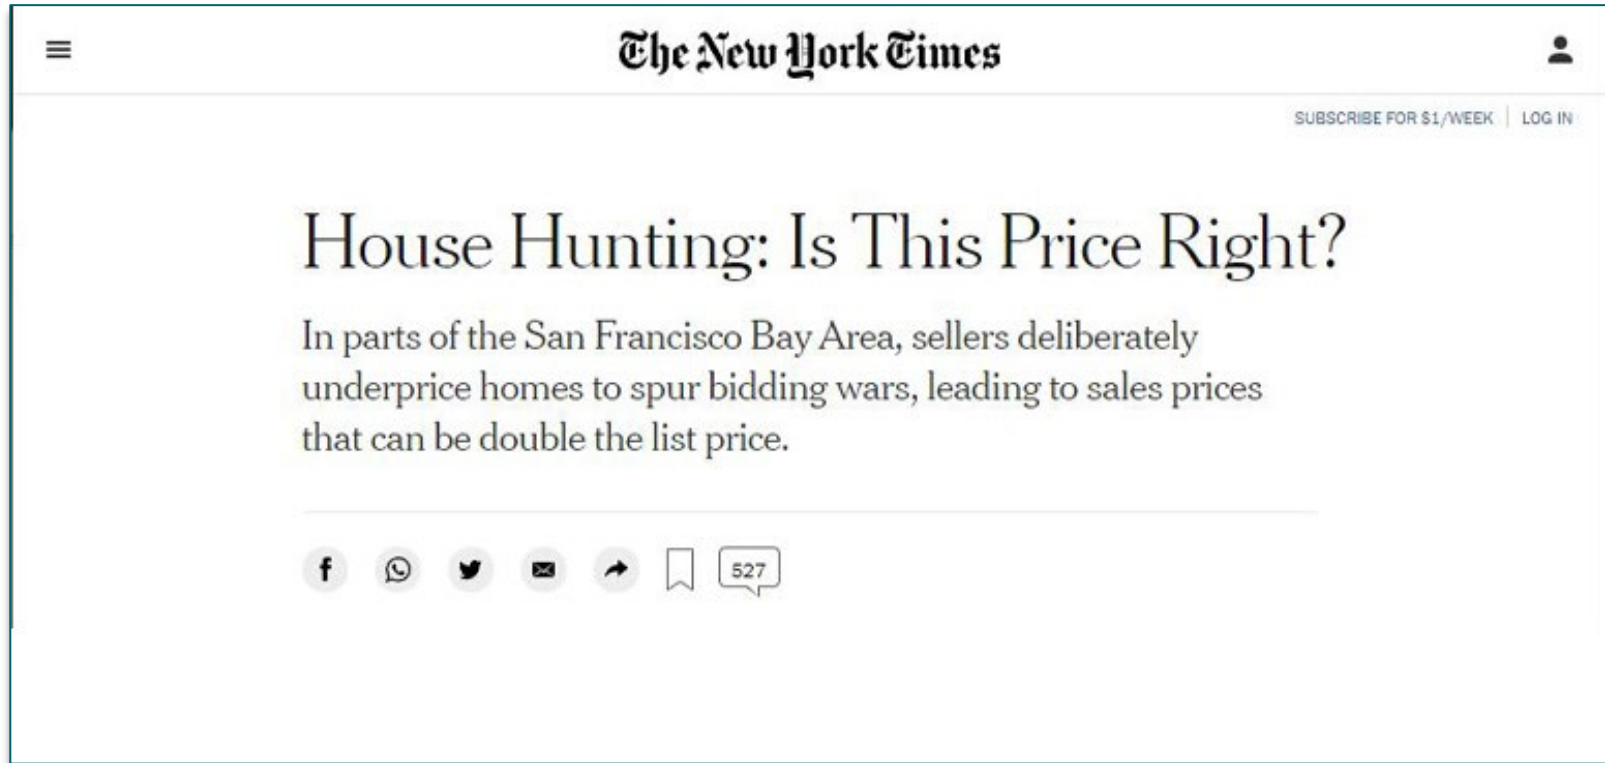 The New York Times
SUBSCRIBE FOR $1/WEEK | LOG IN
House Hunting: Is This Price Right?
In parts of the San Francisco Bay Area, sellers deliberately
underprice homes to spur bidding wars, leading to sales prices
that can be double the list price.
527